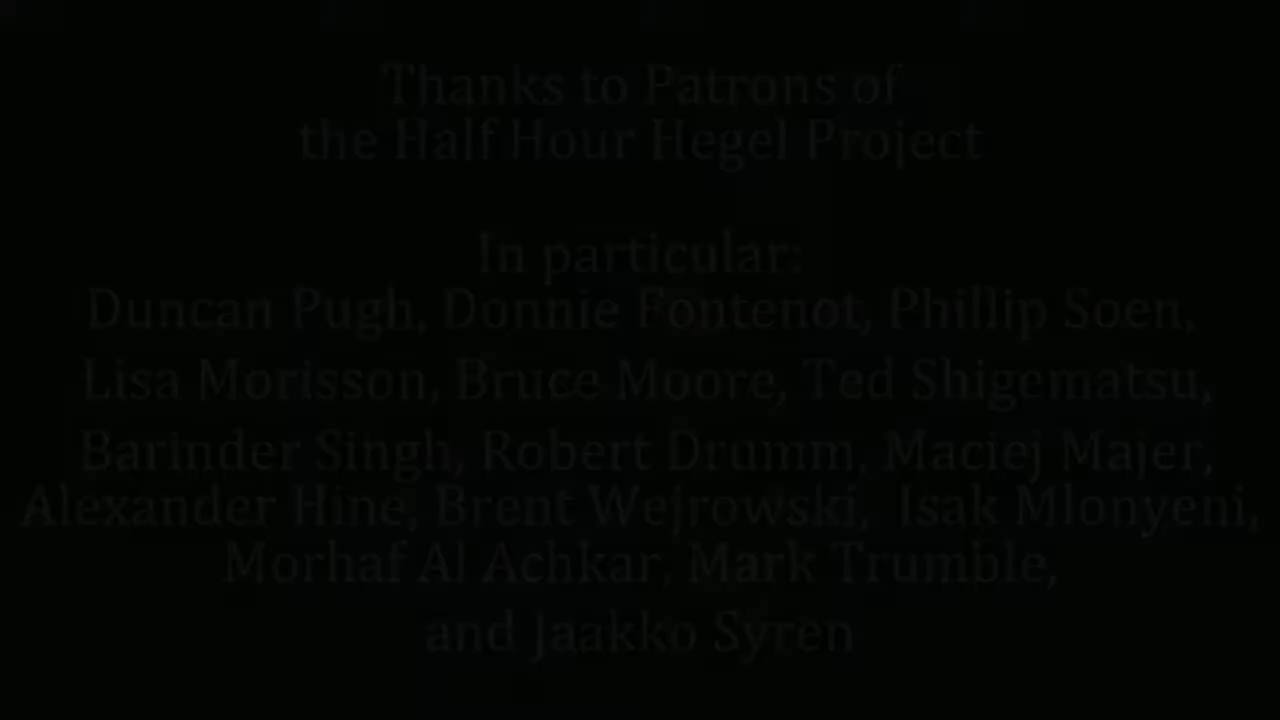 Thanks to Patrons of
the Half Hour Hegel Project
In particular:
Duncan Pugh, Donnie Fontenot, Phillip Soen,
Lisa Morisson, Bruce Moore, Ted Shigematsu,
Barinder Singh, Robert Drumm, Maciej Majer,
Alexander Hine, Brent Wejrowski, Isak Mlonyeni,
Morhaf Al Achkar, Mark Trumble,
and Jaakko Syren